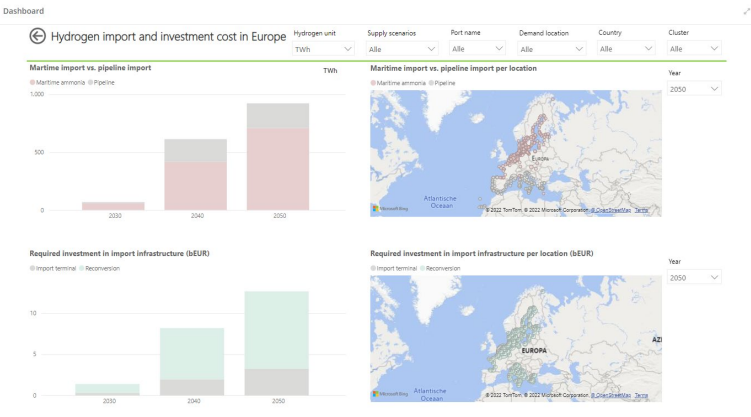 Dashboard
Hydrogen import and investment cost in Europe
Hydrogen unit
TWh
Supply scenarios
Alle
Port name
Alle
Demand location
Alle
Country
Alle
Cluster
Alle
Martime import vs. pipeline import
TWh
Maritime ammonia Pipeline
1.000
500
0
2030 2040 2050
Maritime import vs. pipeline import per location
Maritime ammonia Pipeline
Year
2050
EUROPA
Atlantische
Oceaan
Microsoft Bing
© 2022 TomTom, © 2022 Microsoft Corporation, © OpenStreetMap Terms
Required investment in import infrastructure (bEUR)
Import terminal Reconversion
10
5
0
2030 2040 2050
Required investment in import infrastructure per location (bEUR)
Import terminal Reconversion
Year
2050
EUROPA
AZI
Atlantische
Oceaan
Microsoft Bing
© 2022 TomTom, © 2022 Microsoft Corporation, © OpenStreetMap Terms